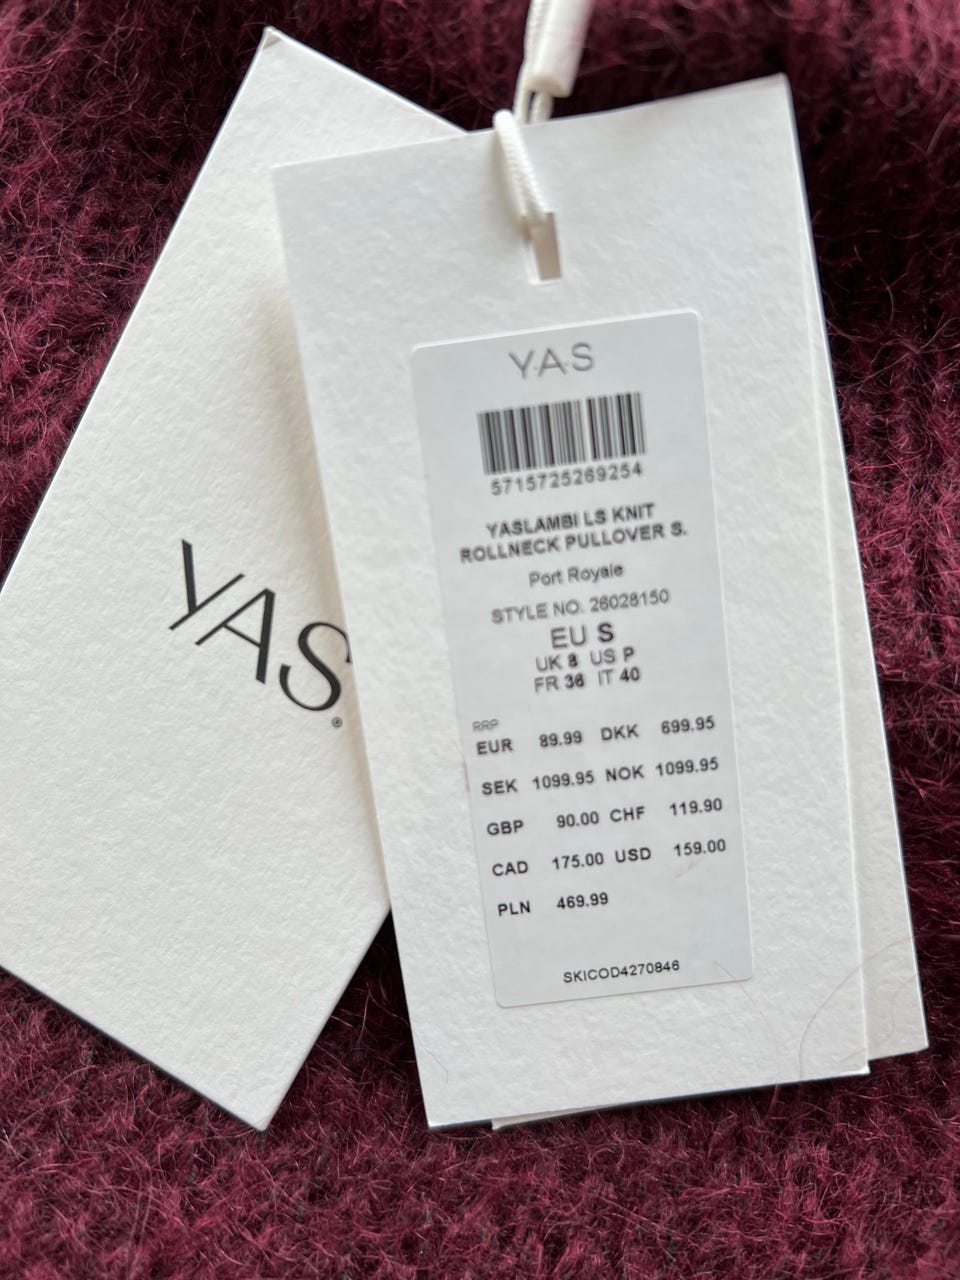 YAS®
Y.A.S
5715725269254
YASLAMBI LS KNIT
ROLLNECK PULLOVER S.
Port Royale
STYLE NO. 26028150
EU S
UK 8 US P
FR 36 IT 40
RRP
EUR 89.99 DKK 699.95
SEK 1099.95 NOK 1099.95
GBP 90.00 CHF 119.90
CAD 175.00 USD 159.00
PLN 469.99
SKICOD4270846